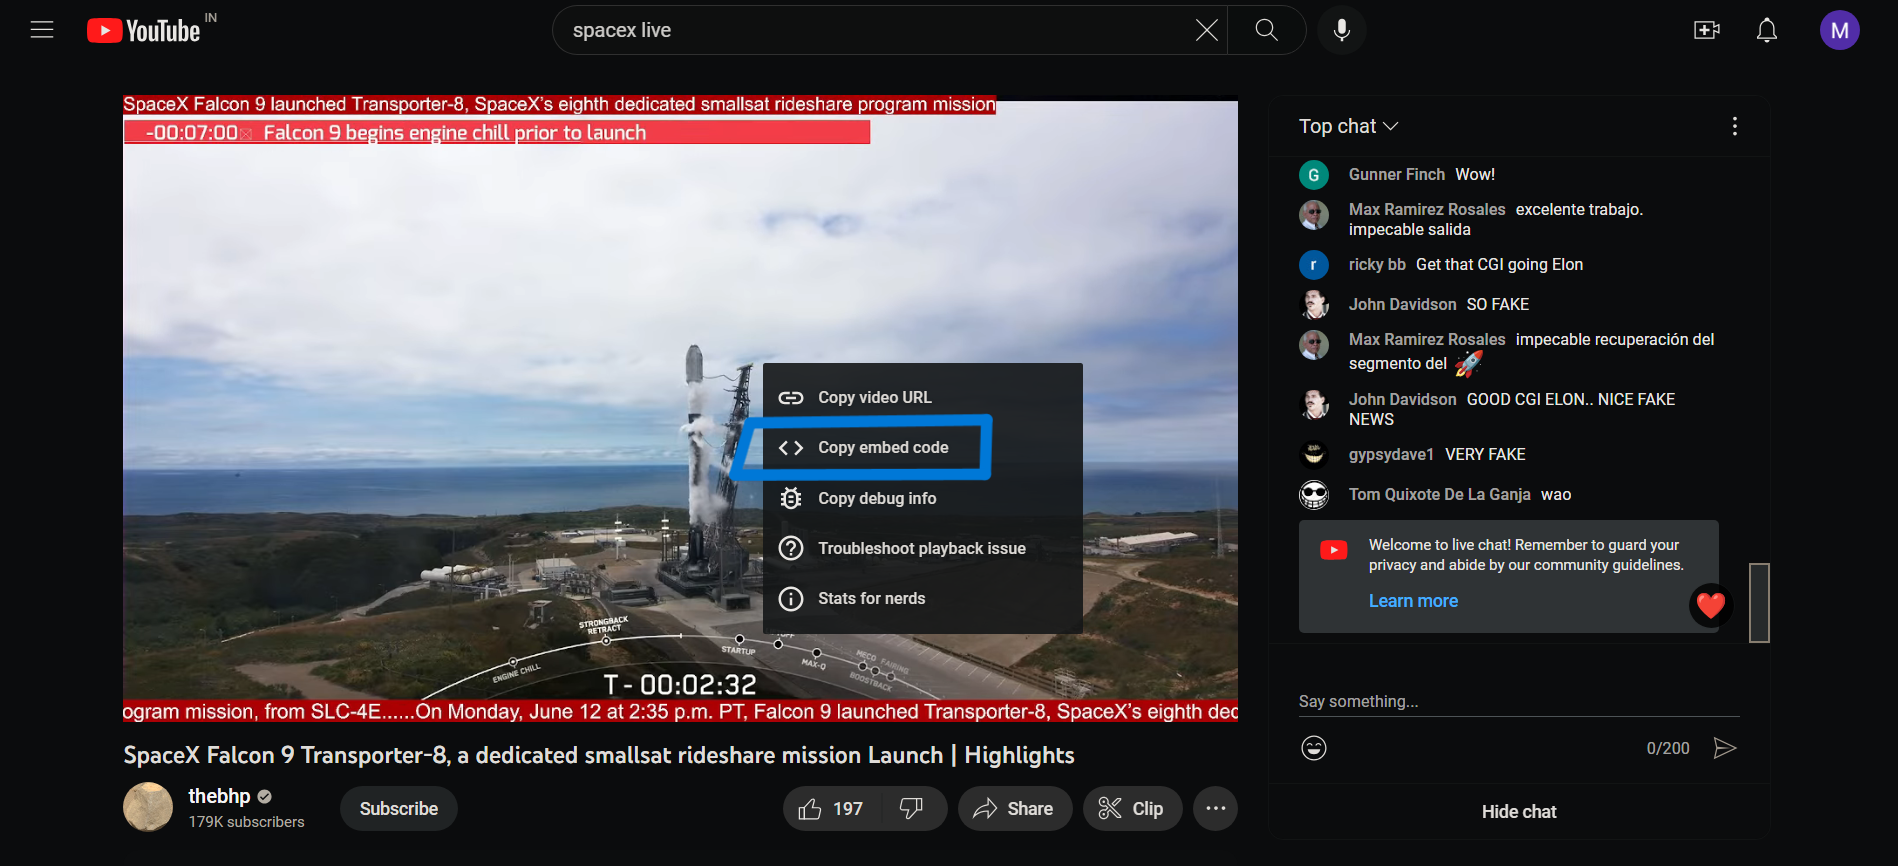 YouTube IN
spacex live
M
SpaceX Falcon 9 launched Transporter-8, SpaceX's eighth dedicated smallsat rideshare program mission
-00:07:00 Falcon 9 begins engine chill prior to launch
Copy video URL
Copy embed code
Copy debug info
Troubleshoot playback issue
Stats for nerds
ENGINE CHILL
STRONGBACK
RETRACT
STARTUP
MAX-Q
MECO
FAIRING
BOOSTBACK
T - 00:02:32
ogram mission, from SLC-4E......On Monday, June 12 at 2:35 p.m. PT, Falcon 9 launched Transporter-8, SpaceX's eighth dec
SpaceX Falcon 9 Transporter-8, a dedicated smallsat rideshare mission Launch | Highlights
thebhp
179K subscribers
Subscribe
197
Share
Clip
Top chat
G
Gunner Finch Wow!
Max Ramirez Rosales excelente trabajo.
impecable salida
r
ricky bb Get that CGI going Elon
John Davidson SO FAKE
Max Ramirez Rosales impecable recuperación del
segmento del 🚀
John Davidson GOOD CGI ELON.. NICE FAKE
NEWS
gypsydave1 VERY FAKE
Tom Quixote De La Ganja wao
Welcome to live chat! Remember to guard your
privacy and abide by our community guidelines.
Learn more
Say something...
0/200
Hide chat